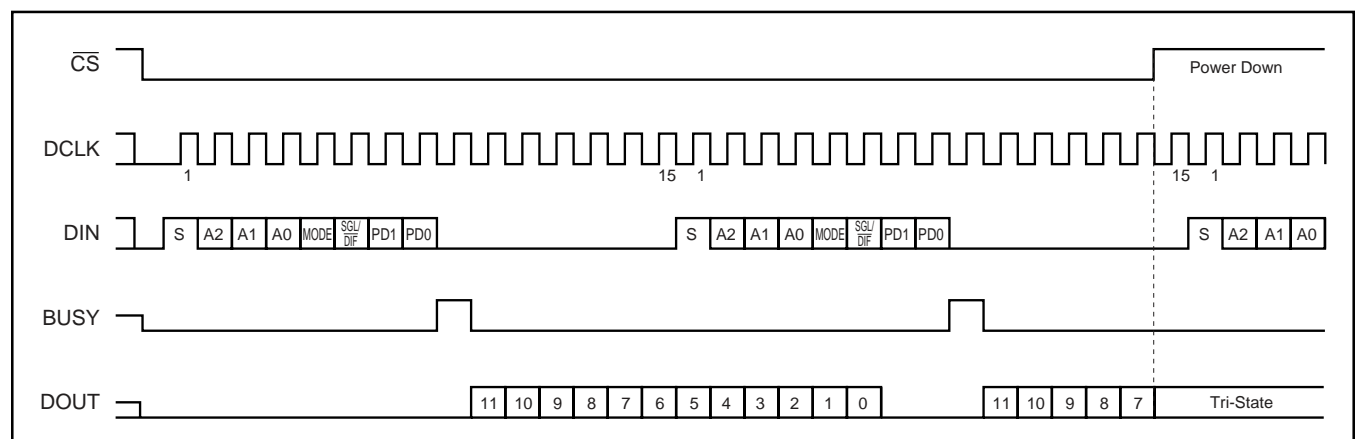 CS
Power Down
DCLK
1
15
1
15
1
DIN
S A2 A1 A0 MODE SGL/DIF PD1 PD0
S A2 A1 A0 MODE SGL/DIF PD1 PD0
S A2 A1 A0
BUSY
DOUT
11 10 9 8 7 6 5 4 3 2 1 0
11 10 9 8 7
Tri-State